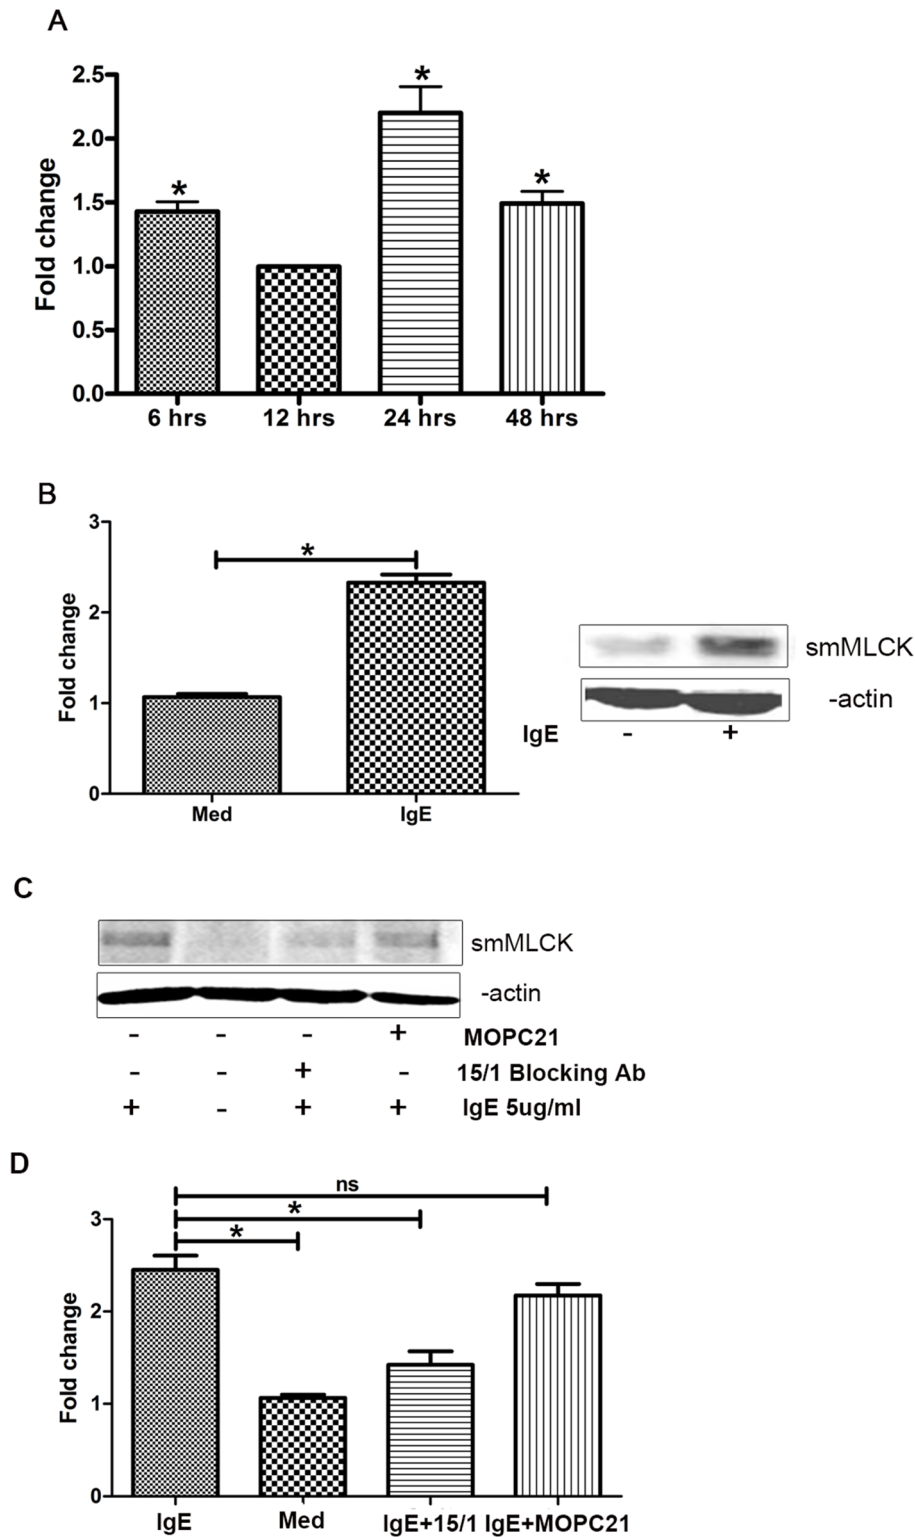 A
Fold change
2.5
2.0
1.5
1.0
0.5
0.0
*
*
*
6 hrs 12 hrs 24 hrs 48 hrs
B
Fold change
3
2
1
0
*
Med IgE
smMLCK
-actin
IgE - +
C
smMLCK
-actin
- - - + MOPC21
- - + - 15/1 Blocking Ab
+ - + + IgE 5ug/ml
D
Fold change
ns
*
*
3
2
1
0
IgE Med IgE+15/1 IgE+MOPC21